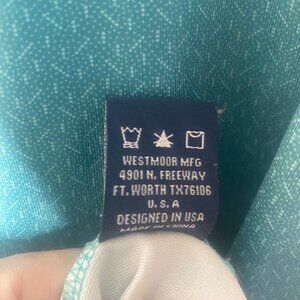 WESTMOOR MFG
4901 N. FREEWAY
FT. WORTH TX76106
U.S.A
DESIGNED IN USA
MADE IN CHINA